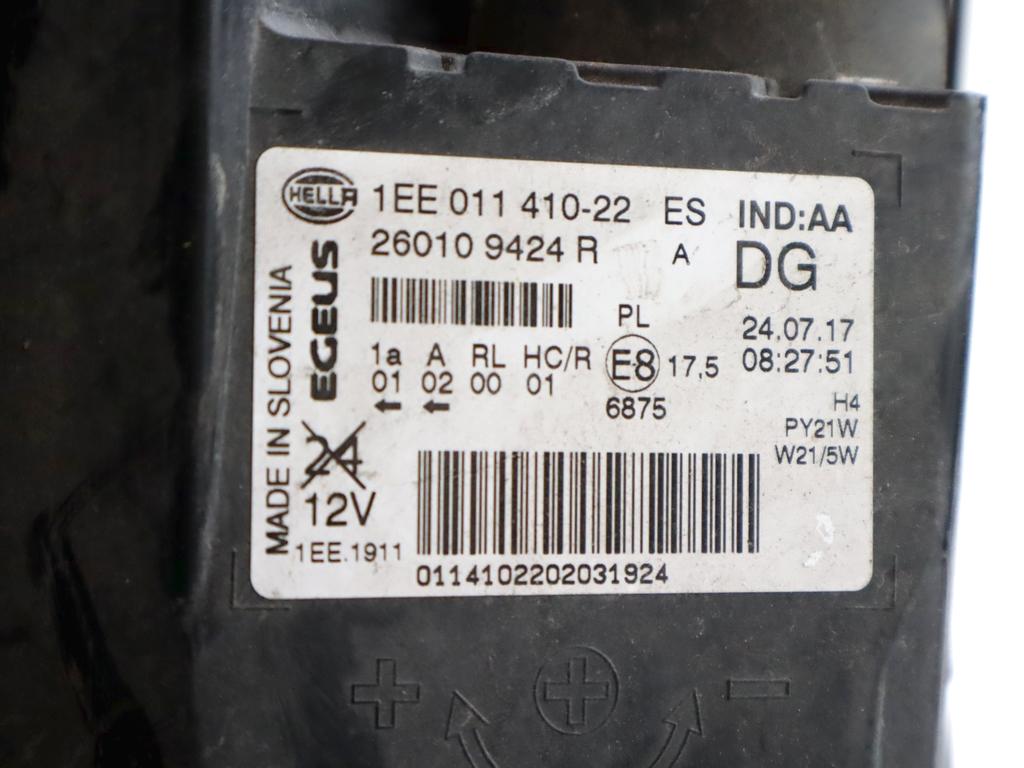 HELLA 1EE 011 410-22 ES IND:AA
26010 9424 R A DG
MADE IN SLOVENIA
EGEUS
PL 24.07.17
1a A RL HC/R E8 17,5 08:27:51
01 02 00 01 6875
H4
PY21W
W21/5W
24
12V
1EE.1911
0114102202031924